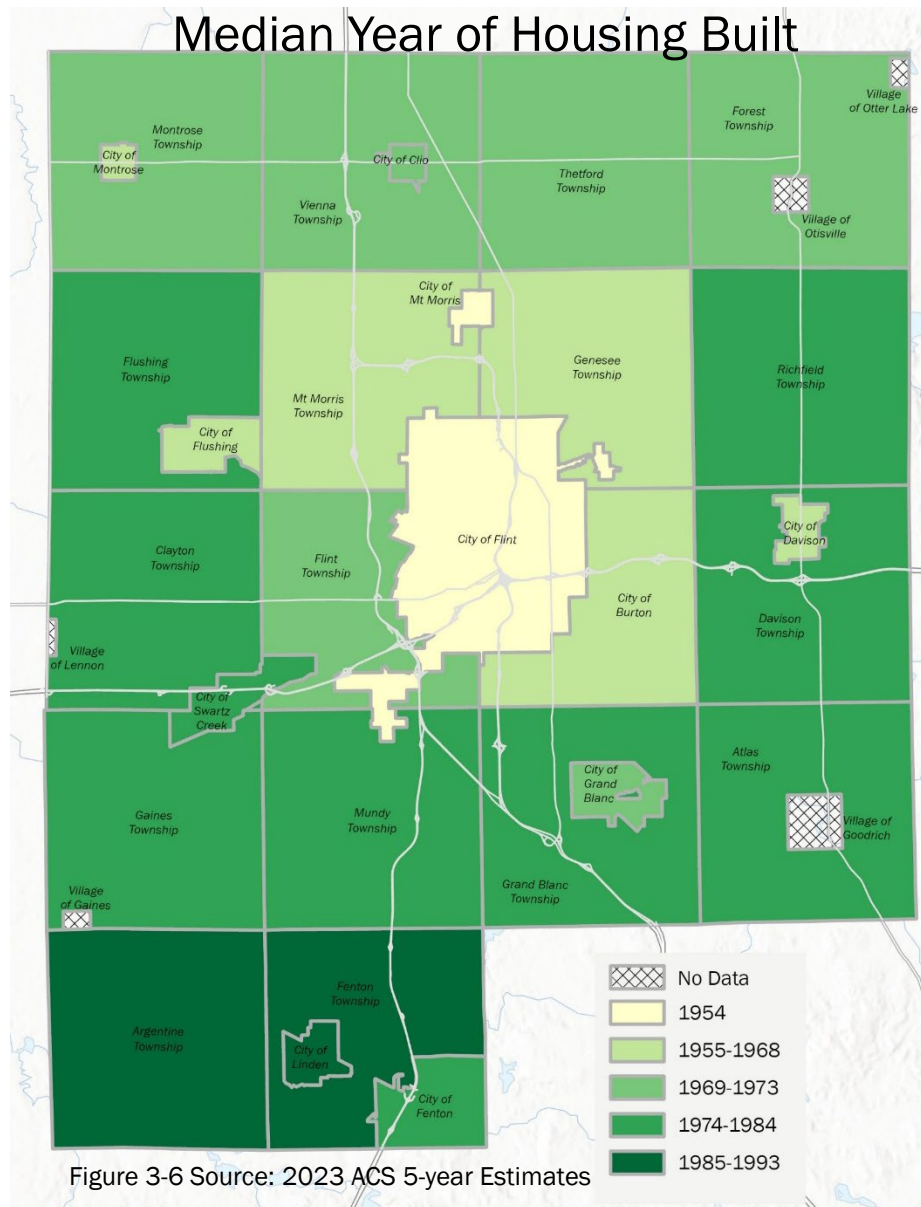 Median Year of Housing Built
Village
of Otter Lake
Forest
Township
Montrose
Township
City of
Montrose
City of Clio
Thetford
Township
Vienna
Township
Village of
Otisville
City of
Mt Morris
Flushing
Township
Genesee
Township
Richfield
Township
Mt Morris
Township
City of
Flushing
City of
Davison
City of Flint
Clayton
Township
Flint
Township
City of
Burton
Davison
Township
Village
of Lennon
City of
Swartz
Creek
Atlas
Township
City of
Grand
Blanc
Gaines
Township
Mundy
Township
Village of
Goodrich
Village
of Gaines
Grand Blanc
Township
Fenton
Township
Argentine
Township
City of
Linden
City of
Fenton
No Data
1954
1955-1968
1969-1973
1974-1984
1985-1993
Figure 3-6 Source: 2023 ACS 5-year Estimates